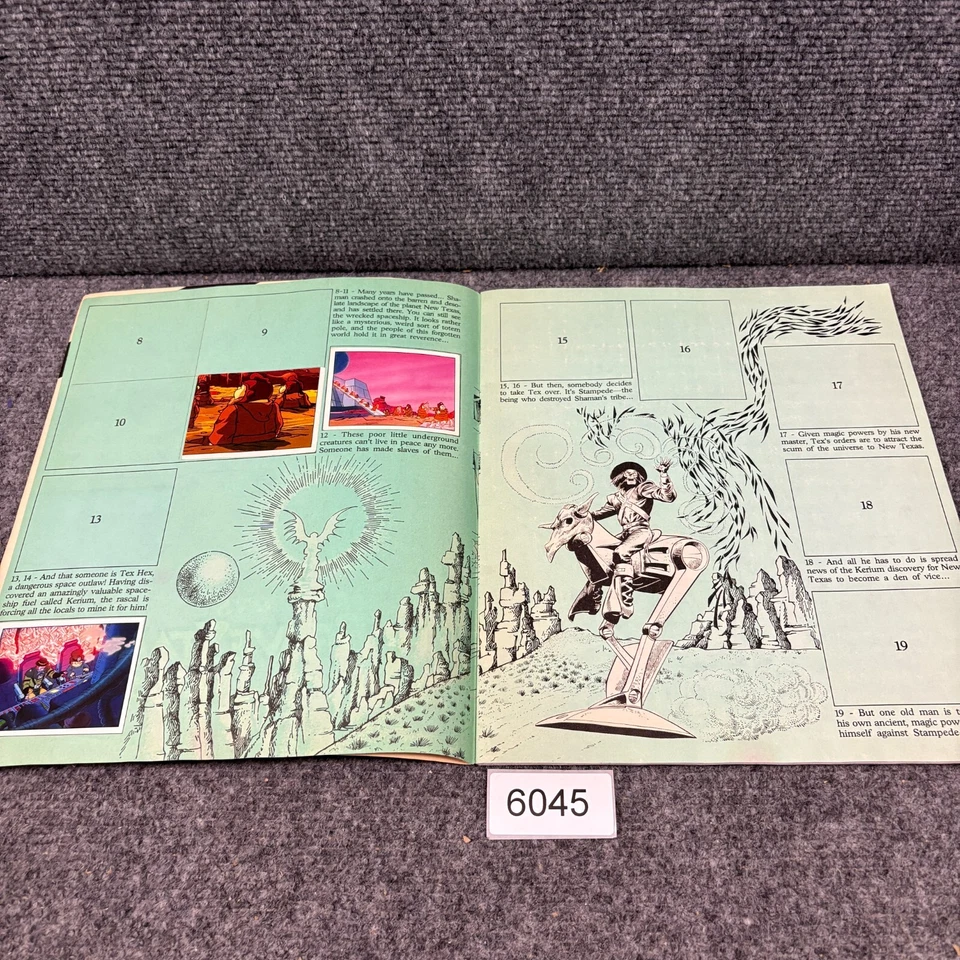 8
9
8-11 - Many years have passed... Sha-
man crashed onto the barren and deso-
late landscape of the planet New Texas,
and has settled there. You can still see
the wrecked spaceship. It looks rather
like a mysterious, weird sort of totem
pole, and the people of this forgotten
world hold it in great reverence...
10
12 - These poor little underground
creatures can't live in peace any more.
Someone has made slaves of them...
13
13, 14 - And that someone is Tex Hex,
a dangerous space outlaw! Having dis-
covered an amazingly valuable space-
ship fuel called Kerium, the rascal is
forcing all the locals to mine it for him!
15
16
15, 16 - But then, somebody decides
to take Tex over. It's Stampede—the
being who destroyed Shaman's tribe...
17
17 - Given magic powers by his new
master, Tex's orders are to attract the
scum of the universe to New Texas.
18
18 - And all he has to do is spread
news of the Kerium discovery for New
Texas to become a den of vice...
19
19 - But one old man is t
his own ancient, magic pow
himself against Stampede
6045